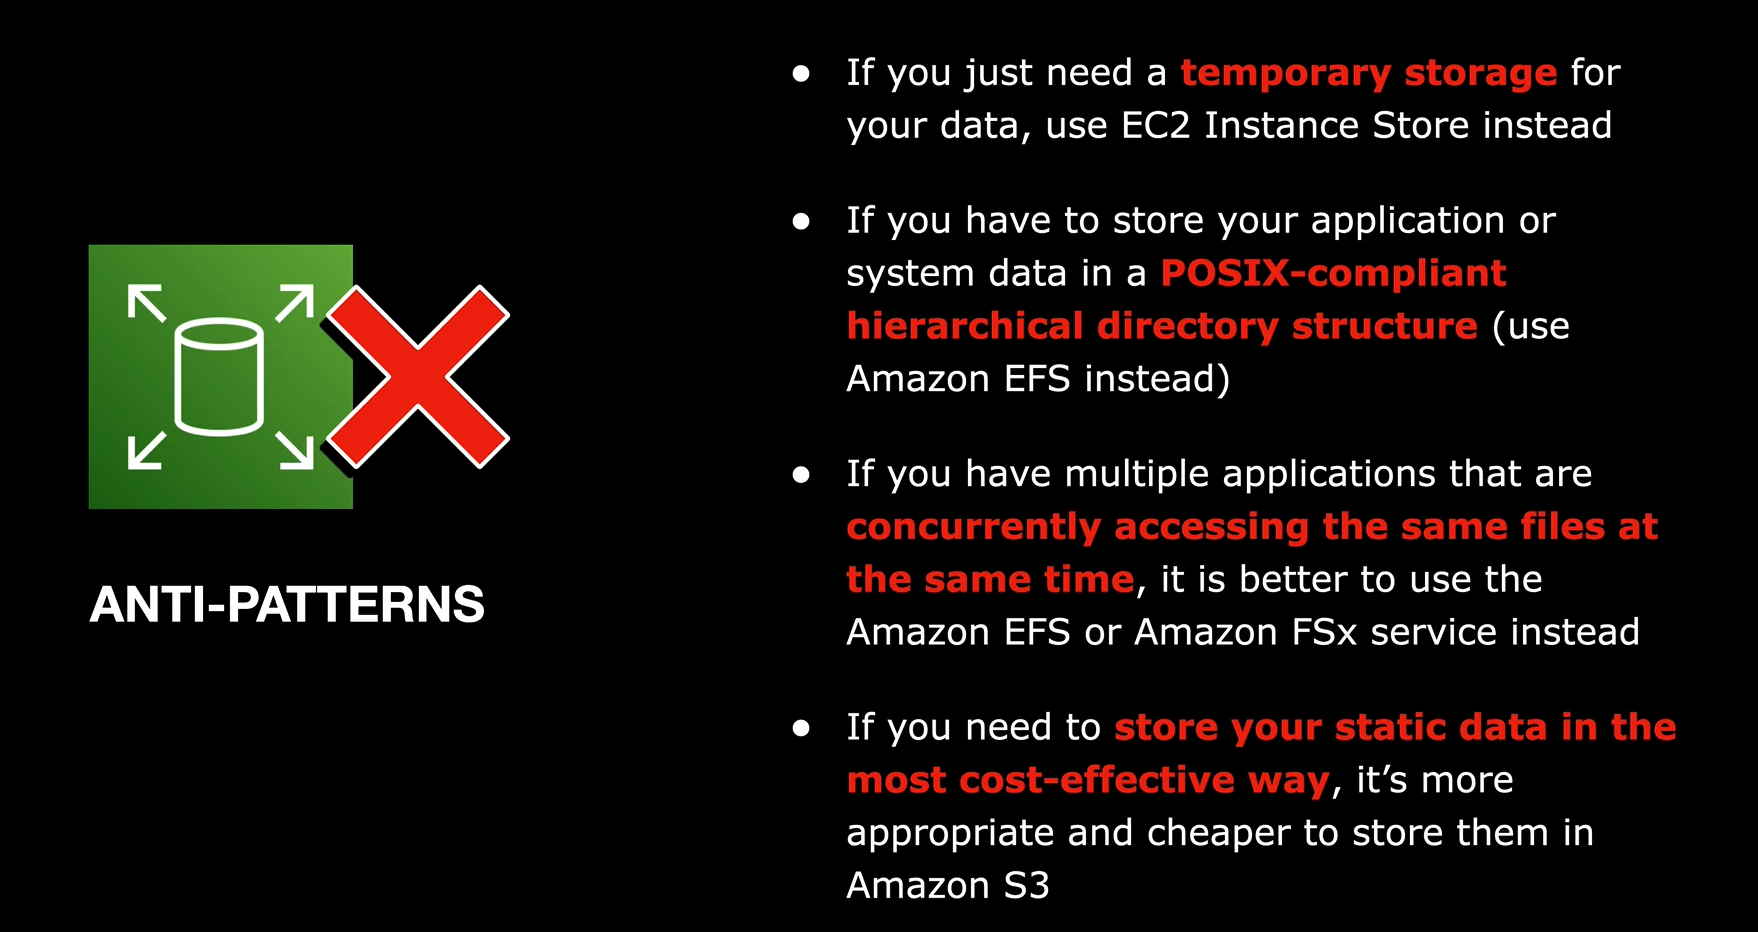 ● If you just need a temporary storage for
your data, use EC2 Instance Store instead
● If you have to store your application or
system data in a POSIX-compliant
hierarchical directory structure (use
Amazon EFS instead)
● If you have multiple applications that are
concurrently accessing the same files at
the same time, it is better to use the
Amazon EFS or Amazon FSx service instead
● If you need to store your static data in the
most cost-effective way, it’s more
appropriate and cheaper to store them in
Amazon S3
ANTI-PATTERNS